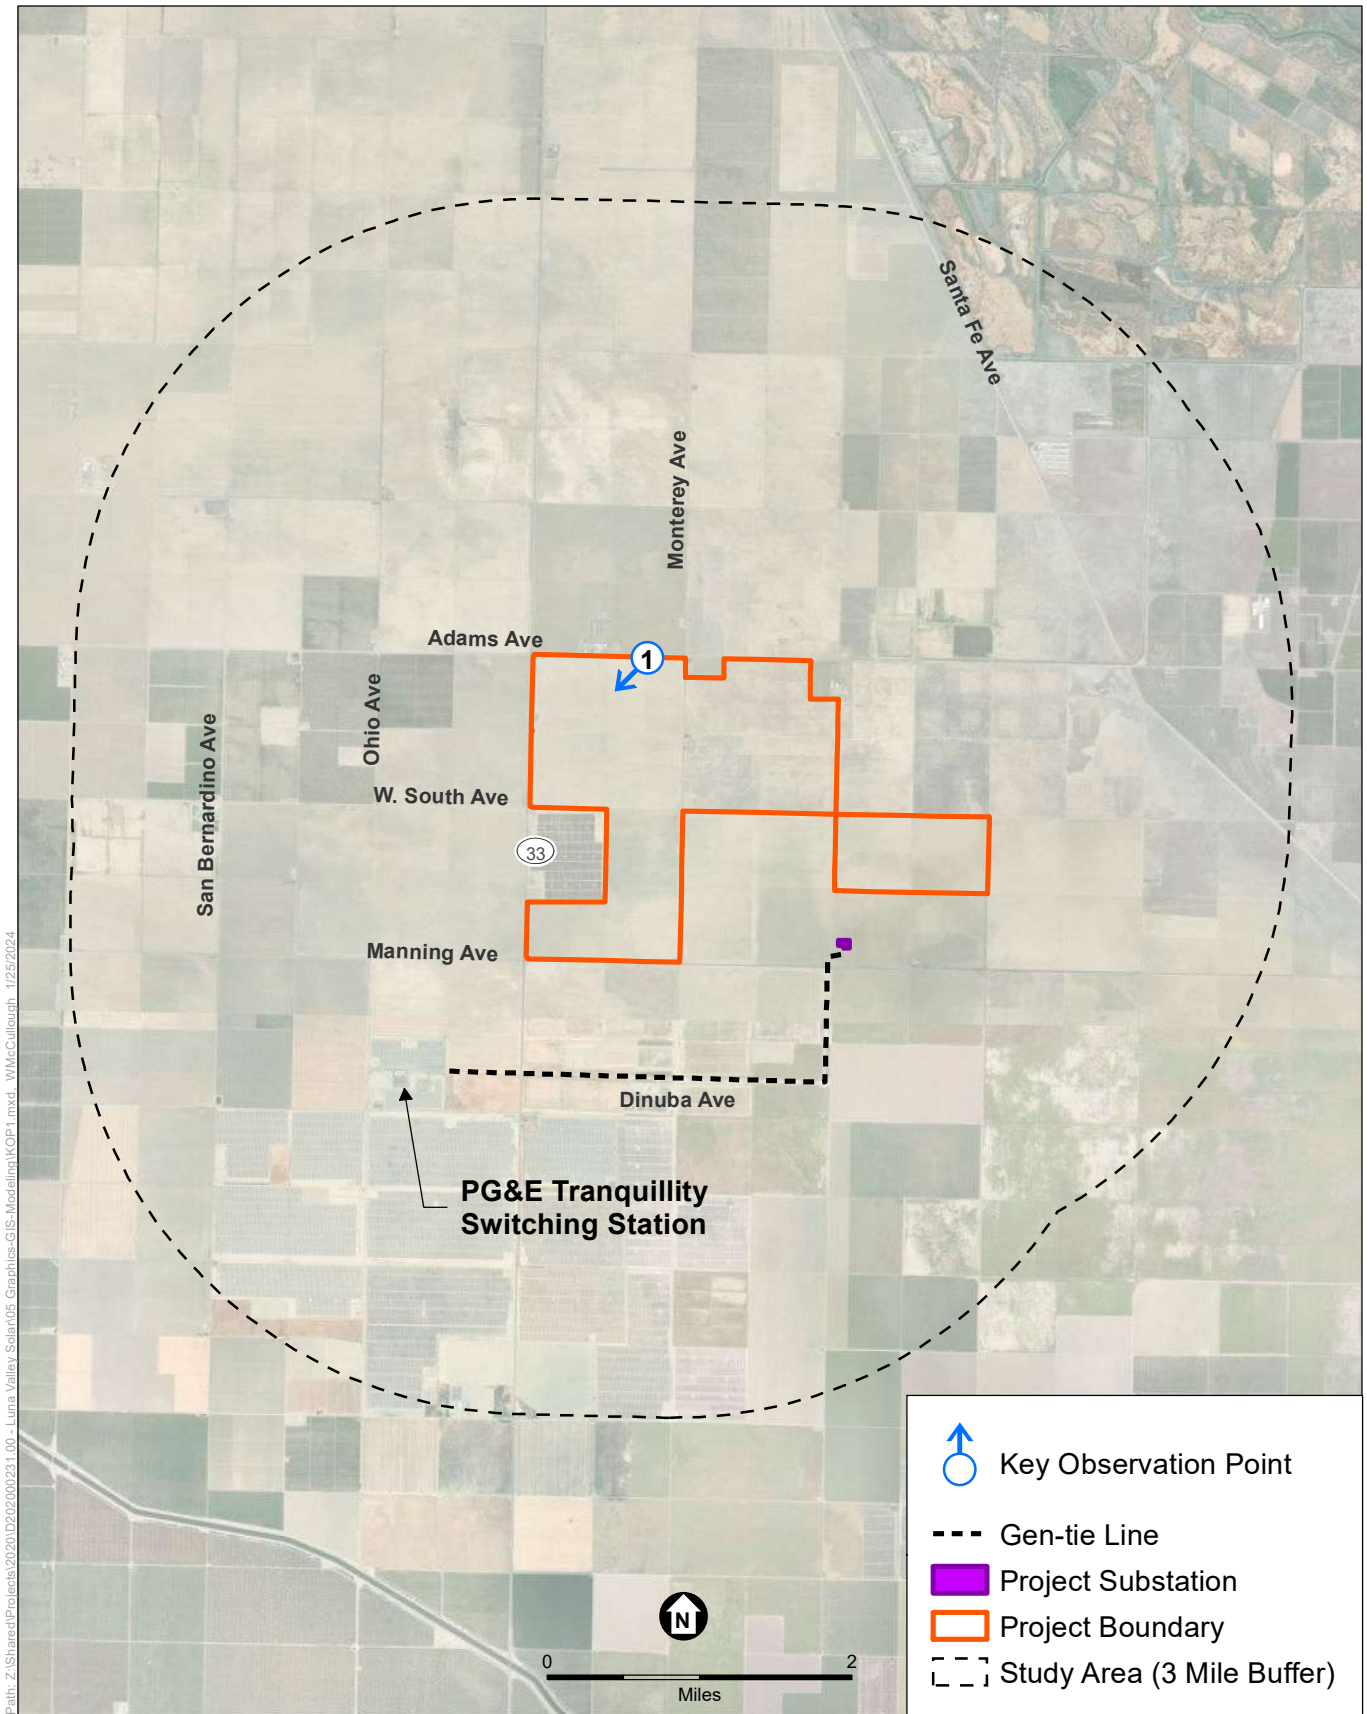 Santa Fe Ave
Monterey Ave
Adams Ave
1
Ohio Ave
San Bernardino Ave
W. South Ave
33
Manning Ave
Dinuba Ave
PG&E Tranquillity
Switching Station
Key Observation Point
Gen-tie Line
Project Substation
Project Boundary
Study Area (3 Mile Buffer)
N
0
2
Miles
Path: Z:\Shared\Projects\2020\D202000231.00 - Luna Valley Solar\05 Graphics-GIS-Modeling\KOP1.mxd, WMcCullough 1/25/2024